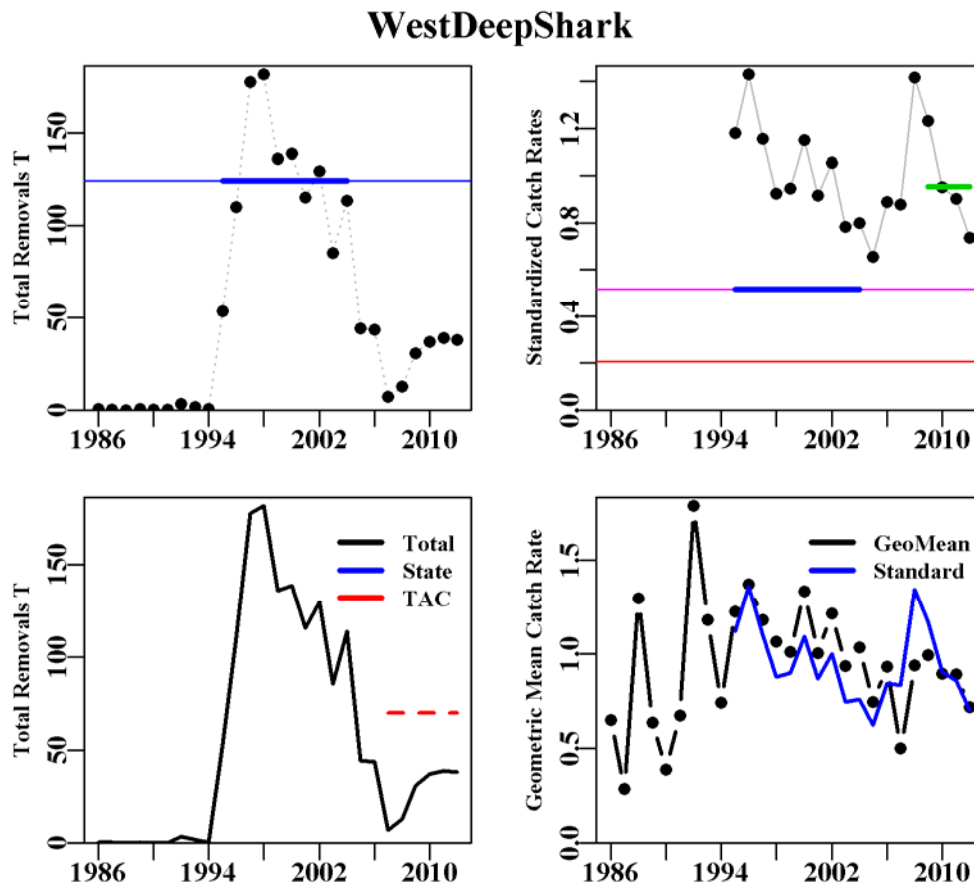 WestDeepShark
Total Removals T
0 50 100 150
1986 1994 2002 2010
Standardized Catch Rates
0.0 0.4 0.8 1.2
1986 1994 2002 2010
Total Removals T
0 50 100 150
Total
State
TAC
1986 1994 2002 2010
Geometric Mean Catch Rate
0.0 0.5 1.0 1.5
GeoMean
Standard
1986 1994 2002 2010